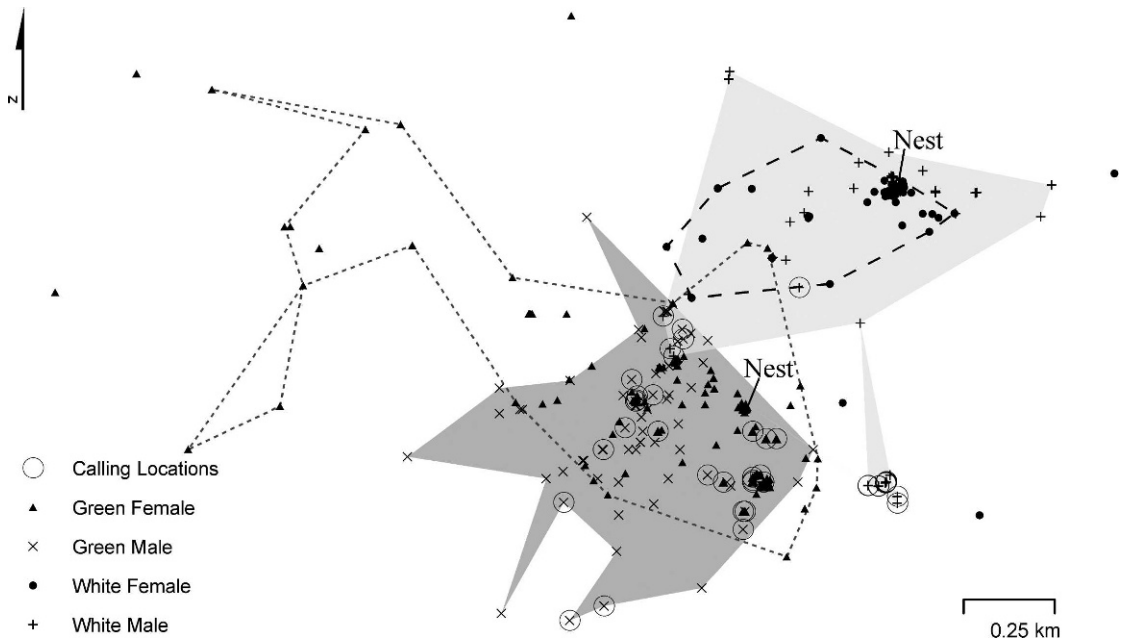 z
Nest
Nest
Calling Locations
Green Female
Green Male
White Female
White Male
0.25 km